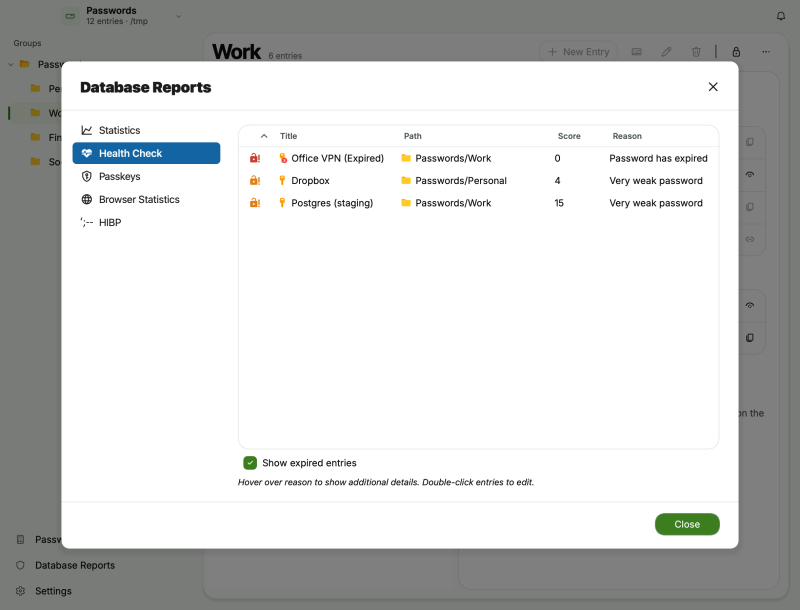 Passwords
12 entries · /tmp
Groups
Work
6 entries
New Entry
Database Reports
Statistics
Health Check
Passkeys
Browser Statistics
HIBP
Title Path Score Reason
Office VPN (Expired) Passwords/Work 0 Password has expired
Dropbox Passwords/Personal 4 Very weak password
Postgres (staging) Passwords/Work 15 Very weak password
on the
Show expired entries
Hover over reason to show additional details. Double-click entries to edit.
Close
Database Reports
Settings